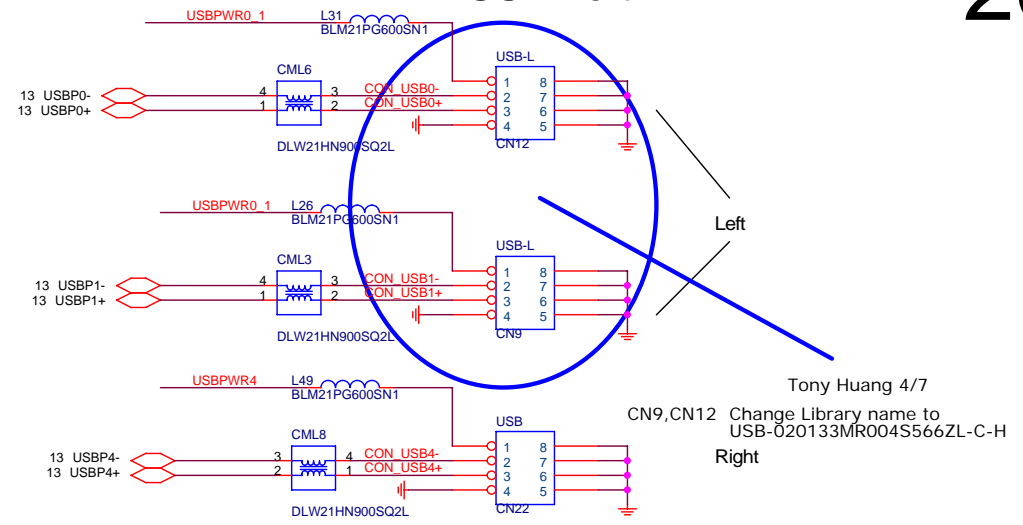 USBPWR0_1
L31
BLM21PG600SN1
USB-L
CML6
13 USBP0-
13 USBP0+
4 3 CON_USB0-
1 2 CON_USB0+
1 8
2 7
3 6
4 5
DLW21HN900SQ2L
CN12
USBPWR0_1
L26
BLM21PG600SN1
Left
USB-L
CML3
13 USBP1-
13 USBP1+
4 3 CON_USB1-
1 2 CON_USB1+
1 8
2 7
3 6
4 5
DLW21HN900SQ2L
CN9
USBPWR4
L49
BLM21PG600SN1
Tony Huang 4/7
CN9,CN12 Change Library name to
USB-020133MR004S566ZL-C-H
Right
USB
CML8
13 USBP4-
13 USBP4+
3 4 CON_USB4-
2 1 CON_USB4+
1 8
2 7
3 6
4 5
DLW21HN900SQ2L
CN22